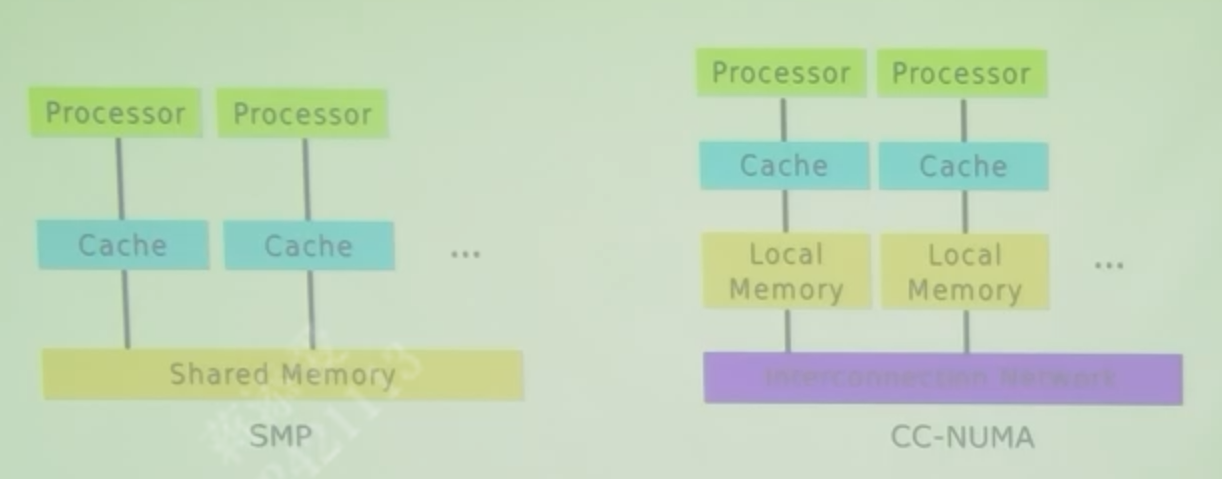 Processor Processor
Cache Cache ...
Shared Memory
SMP
Processor Processor
Cache Cache
Local Memory Local Memory ...
Interconnection Network
CC-NUMA